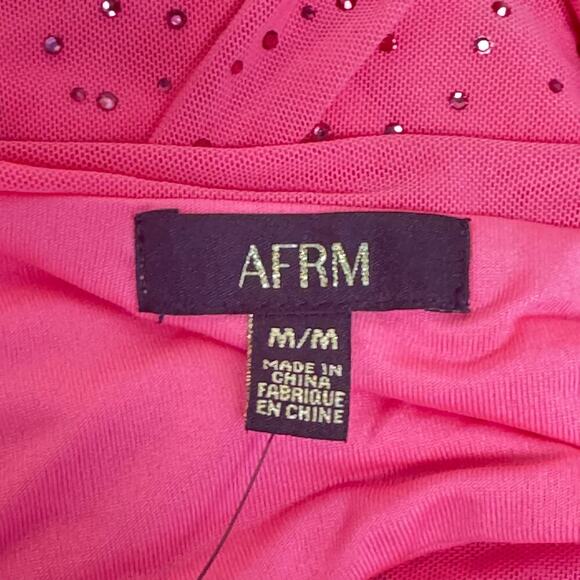 AFRM
M/M
MADE IN
CHINA
FABRIQUE
EN CHINE